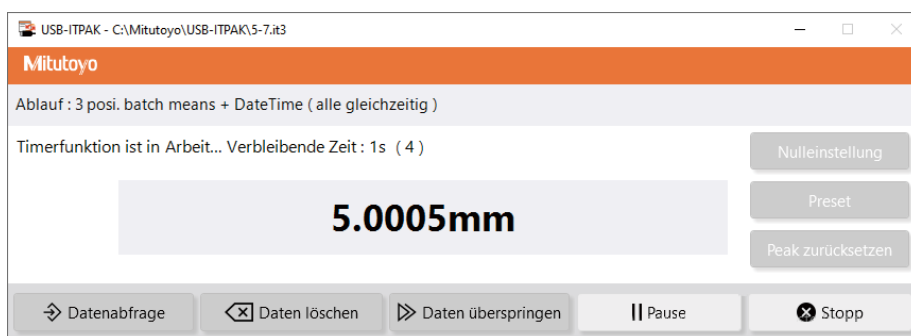 USB-ITPAK - C:\Mitutoyo\USB-ITPAK\5-7.it3
Mitutoyo
Ablauf : 3 posi. batch means + DateTime ( alle gleichzeitig )
Timerfunktion ist in Arbeit... Verbleibende Zeit : 1s ( 4 )
Nulleinstellung
5.0005mm
Preset
Peak zurücksetzen
Datenabfrage
Daten löschen
Daten überspringen
Pause
Stopp